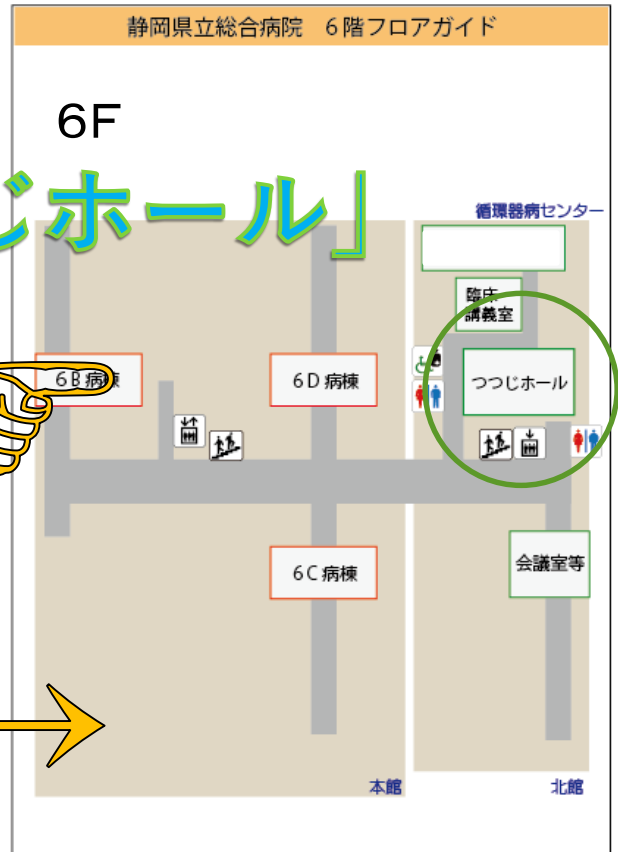 静岡県立総合病院 6階フロアガイド
6F
じホール」
循環器病センター
臨床
講義室
6B病棟
6D病棟
つつじホール
6C病棟
会議室等
本館
北館